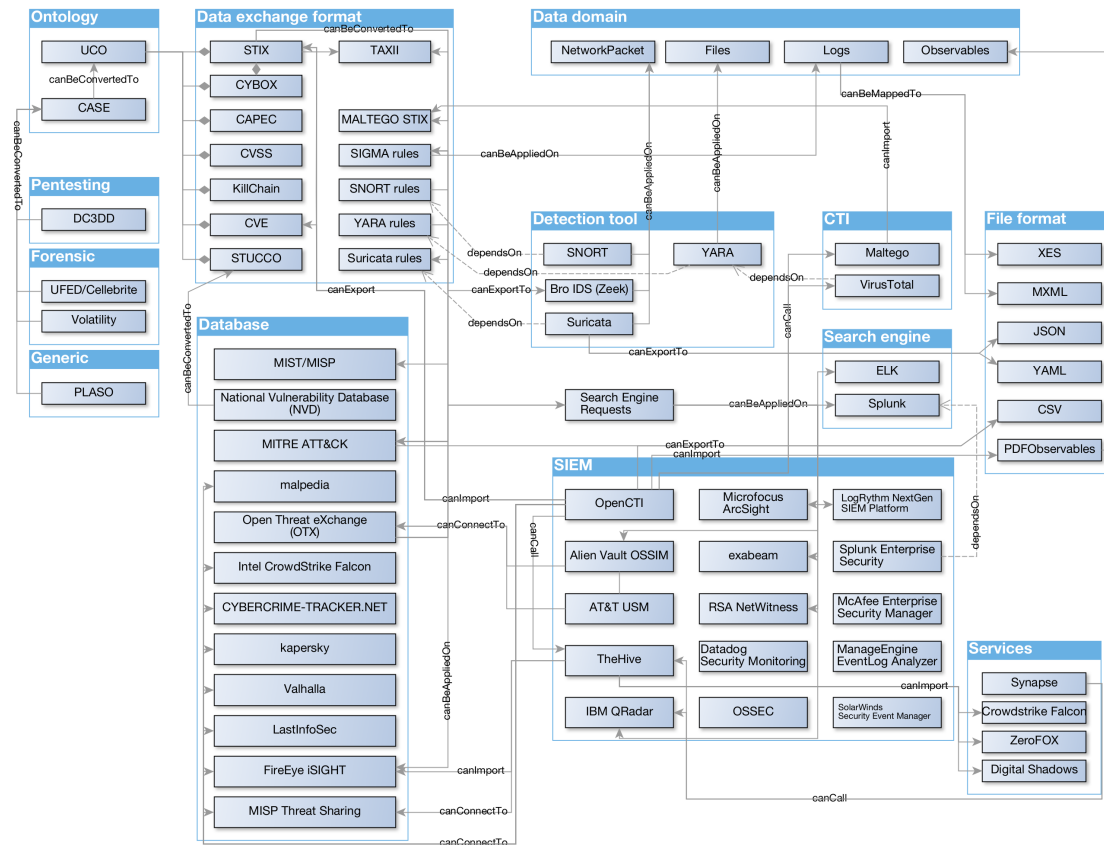 Ontology
UCO
canBeConvertedTo
CASE
canBeConvertedTo
Pentesting
DC3DD
Forensic
UFED/Cellebrite
Volatility
Generic
PLASO
Data exchange format
canBeConvertedTo
STIX
TAXII
CYBOX
CAPEC
MALTEGO STIX
CVSS
SIGMA rules
KillChain
SNORT rules
CVE
YARA rules
STUCCO
Suricata rules
canBeConvertedTo
canExport
canBeAppliedOn
dependsOn
dependsOn
canExportTo
dependsOn
Data domain
NetworkPacket
Files
Logs
Observables
canBeMappedTo
canImport
canBeAppliedOn
canBeAppliedOn
Detection tool
SNORT
YARA
Bro IDS (Zeek)
Suricata
dependsOn
canExportTo
canCall
CTI
Maltego
VirusTotal
Search engine
ELK
Splunk
File format
XES
MXML
JSON
YAML
CSV
PDFObservables
Database
MIST/MISP
National Vulnerability Database
(NVD)
MITRE ATT&CK
malpedia
Open Threat eXchange
(OTX)
Intel CrowdStrike Falcon
CYBERCRIME-TRACKER.NET
kapersky
Valhalla
LastInfoSec
FireEye iSIGHT
MISP Threat Sharing
Search Engine
Requests
canBeAppliedOn
canExportTo
canImport
canImport
canConnectTo
canCall
canBeAppliedOn
canImport
canConnectTo
canConnectTo
dependsOn
SIEM
OpenCTI
Microfocus
ArcSight
LogRythm NextGen
SIEM Platform
Alien Vault OSSIM
exabeam
Splunk Enterprise
Security
AT&T USM
RSA NetWitness
McAfee Enterprise
Security Manager
TheHive
Datadog
Security Monitoring
ManageEngine
EventLog Analyzer
IBM QRadar
OSSEC
SolarWinds
Security Event Manager
canImport
canCall
Services
Synapse
Crowdstrike Falcon
ZeroFOX
Digital Shadows